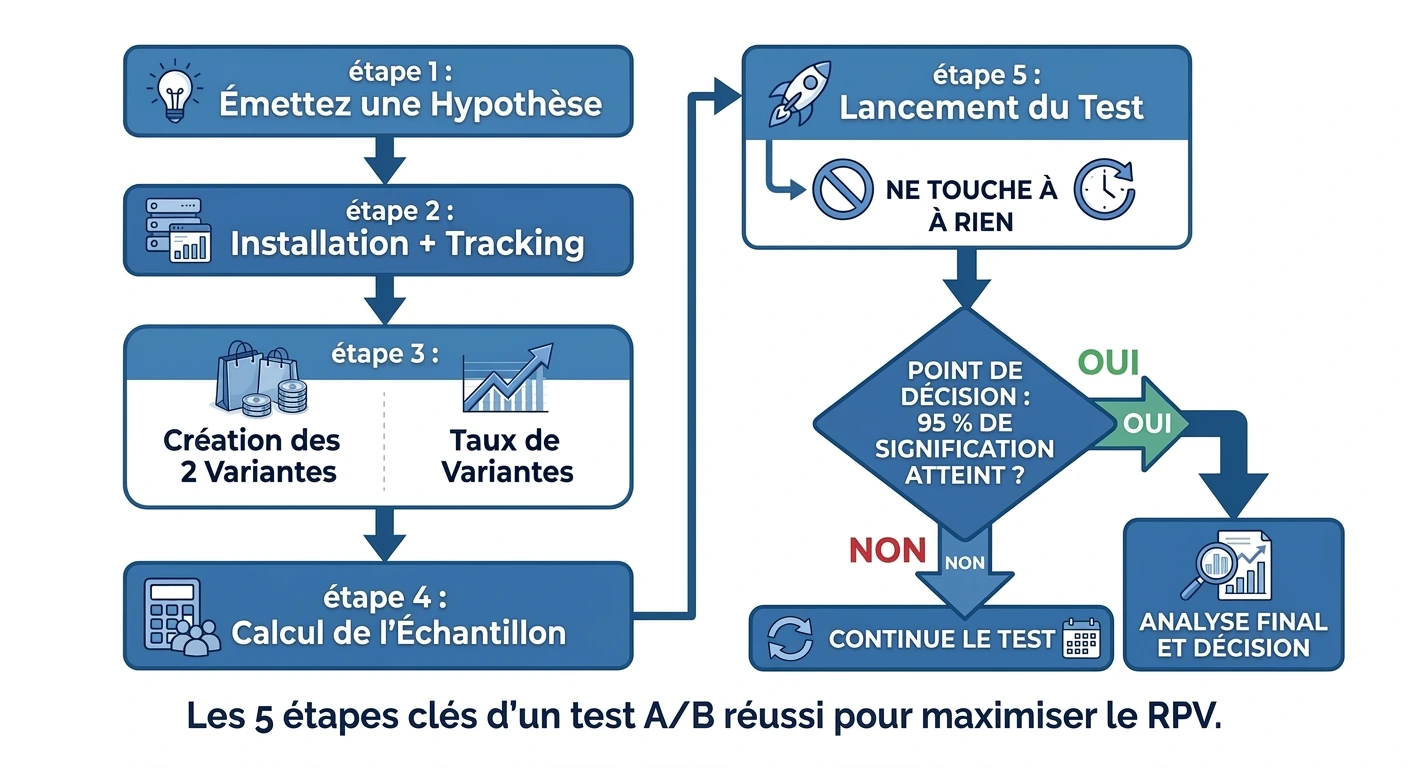 étape 1 :
Émettez une Hypothèse
étape 2 :
Installation + Tracking
étape 3 :
Création des
2 Variantes
Taux de
Variantes
étape 4 :
Calcul de l’Échantillon
étape 5 :
Lancement du Test
NE TOUCHE À
À RIEN
POINT DE
DÉCISION :
95 % DE
SIGNIFICATION
ATTEINT ?
OUI
OUI
NON
NON
CONTINUE LE TEST
ANALYSE FINAL
ET DÉCISION
Les 5 étapes clés d’un test A/B réussi pour maximiser le RPV.